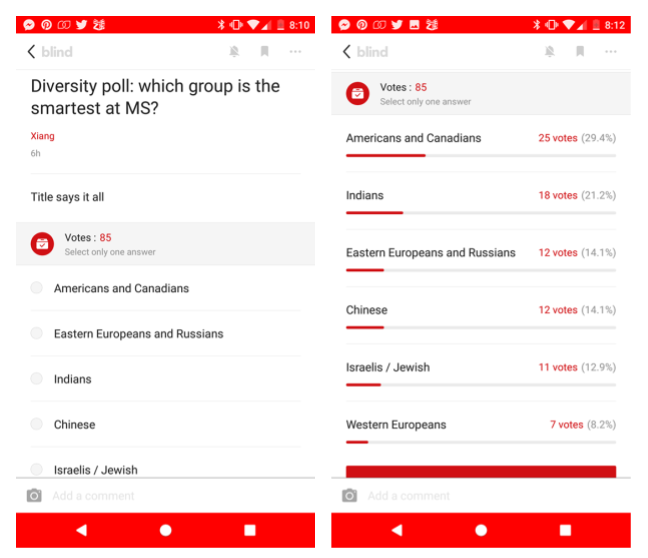 8:10
blind
Diversity poll: which group is the
smartest at MS?
Xiang
6h
Title says it all
Votes : 85
Select only one answer
Americans and Canadians
Eastern Europeans and Russians
Indians
Chinese
Israelis / Jewish
Add a comment
8:12
blind
Votes : 85
Select only one answer
Americans and Canadians 25 votes (29.4%)
Indians 18 votes (21.2%)
Eastern Europeans and Russians 12 votes (14.1%)
Chinese 12 votes (14.1%)
Israelis / Jewish 11 votes (12.9%)
Western Europeans 7 votes (8.2%)
Add a comment